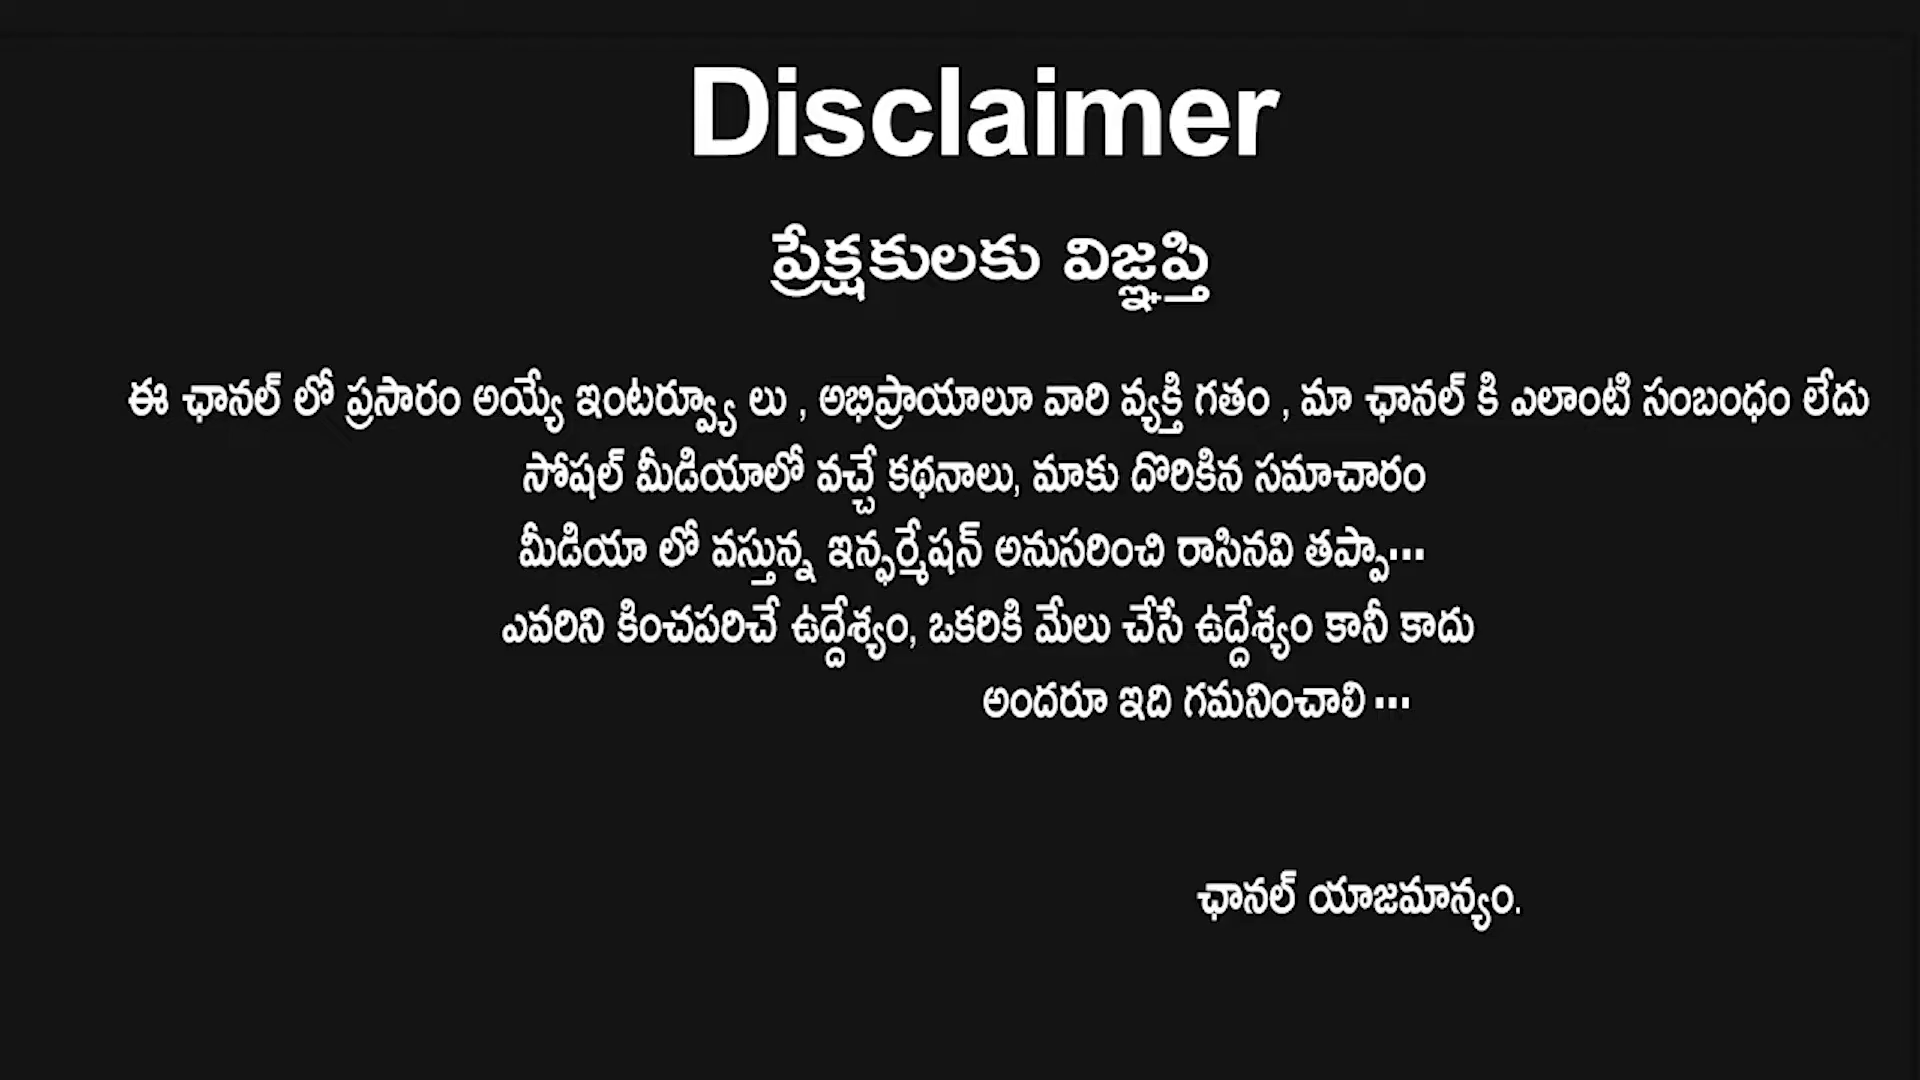 Disclaimer
ప్రేక్షకులకు విజ్ఞప్తి
ఈ ఛానల్ లో ప్రసారం అయ్యే ఇంటర్వ్యూ లు , అభిప్రాయాలూ వారి వ్యక్తి గతం , మా ఛానల్ కి ఎలాంటి సంబంధం లేదు
సోషల్ మీడియాలో వచ్చే కథనాలు, మాకు దొరికిన సమాచారం
మీడియా లో వస్తున్న ఇన్ఫర్మేషన్ అనుసరించి రాసినవి తప్పా...
ఎవరిని కించపరిచే ఉద్దేశ్యం, ఒకరికి మేలు చేసే ఉద్దేశ్యం కానీ కాదు
అందరూ ఇది గమనించాలి...
ఛానల్ యాజమాన్యం.